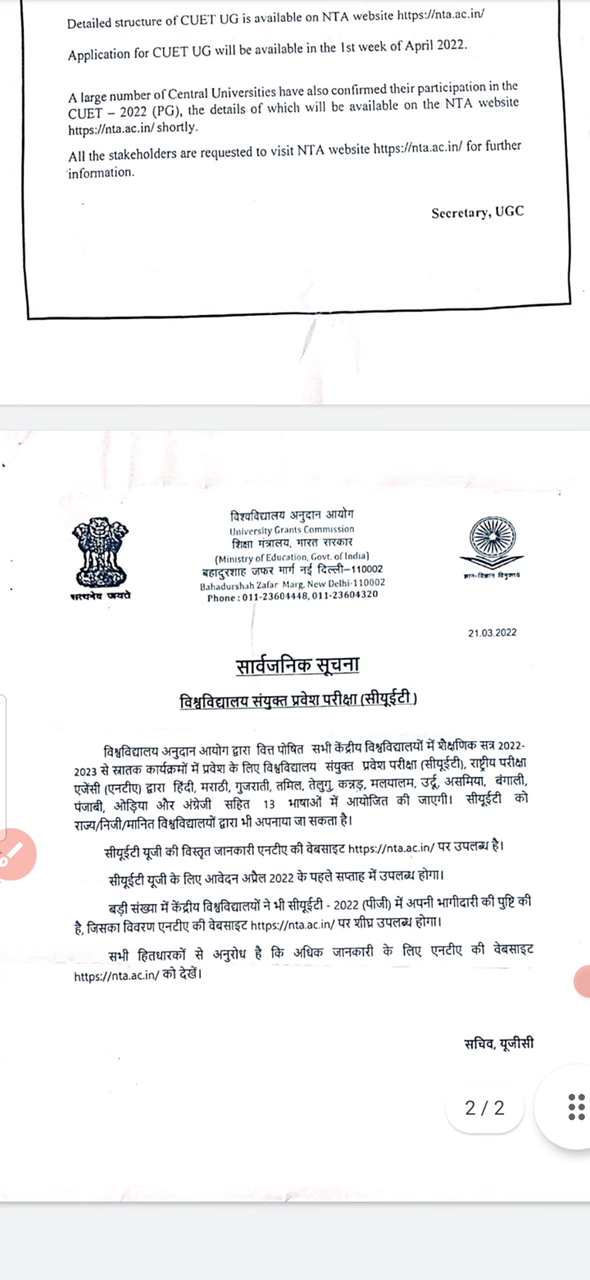 Detailed structure of CUET UG is available on NTA website https://nta.ac.in/
Application for CUET UG will be available in the 1st week of April 2022.
A large number of Central Universities have also confirmed their participation in the
CUET – 2022 (PG), the details of which will be available on the NTA website
https://nta.ac.in/ shortly.
All the stakeholders are requested to visit NTA website https://nta.ac.in/ for further
information.
Secretary, UGC
विश्वविद्यालय अनुदान आयोग
University Grants Commission
शिक्षा मंत्रालय, भारत सरकार
(Ministry of Education, Govt. of India)
बहादुरशाह जफर मार्ग नई दिल्ली–110002
Bahadurshah Zafar Marg, New Delhi-110002
Phone : 011-23604448, 011-23604320
सत्यमेव जयते
ज्ञान-विज्ञान विमुक्तये
21.03.2022
सार्वजनिक सूचना
विश्वविद्यालय संयुक्त प्रवेश परीक्षा (सीयूईटी )
विश्वविद्यालय अनुदान आयोग द्वारा वित्त पोषित सभी केंद्रीय विश्वविद्यालयों में शैक्षणिक सत्र 2022-
2023 से स्नातक कार्यक्रमों में प्रवेश के लिए विश्वविद्यालय संयुक्त प्रवेश परीक्षा (सीयूईटी), राष्ट्रीय परीक्षा
एजेंसी (एनटीए) द्वारा हिंदी, मराठी, गुजराती, तमिल, तेलुगु, कन्नड़, मलयालम, उर्दू, असमिया, बंगाली,
पंजाबी, ओड़िया और अंग्रेजी सहित 13 भाषाओं में आयोजित की जाएगी। सीयूईटी को
राज्य/निजी/मानित विश्वविद्यालयों द्वारा भी अपनाया जा सकता है।
सीयूईटी यूजी की विस्तृत जानकारी एनटीए की वेबसाइट https://nta.ac.in/ पर उपलब्ध है।
सीयूईटी यूजी के लिए आवेदन अप्रैल 2022 के पहले सप्ताह में उपलब्ध होगा।
बड़ी संख्या में केंद्रीय विश्वविद्यालयों ने भी सीयूईटी - 2022 (पीजी) में अपनी भागीदारी की पुष्टि की
है, जिसका विवरण एनटीए की वेबसाइट https://nta.ac.in/ पर शीघ्र उपलब्ध होगा।
सभी हितधारकों से अनुरोध है कि अधिक जानकारी के लिए एनटीए की वेबसाइट
https://nta.ac.in/ को देखें।
सचिव, यूजीसी
2 / 2